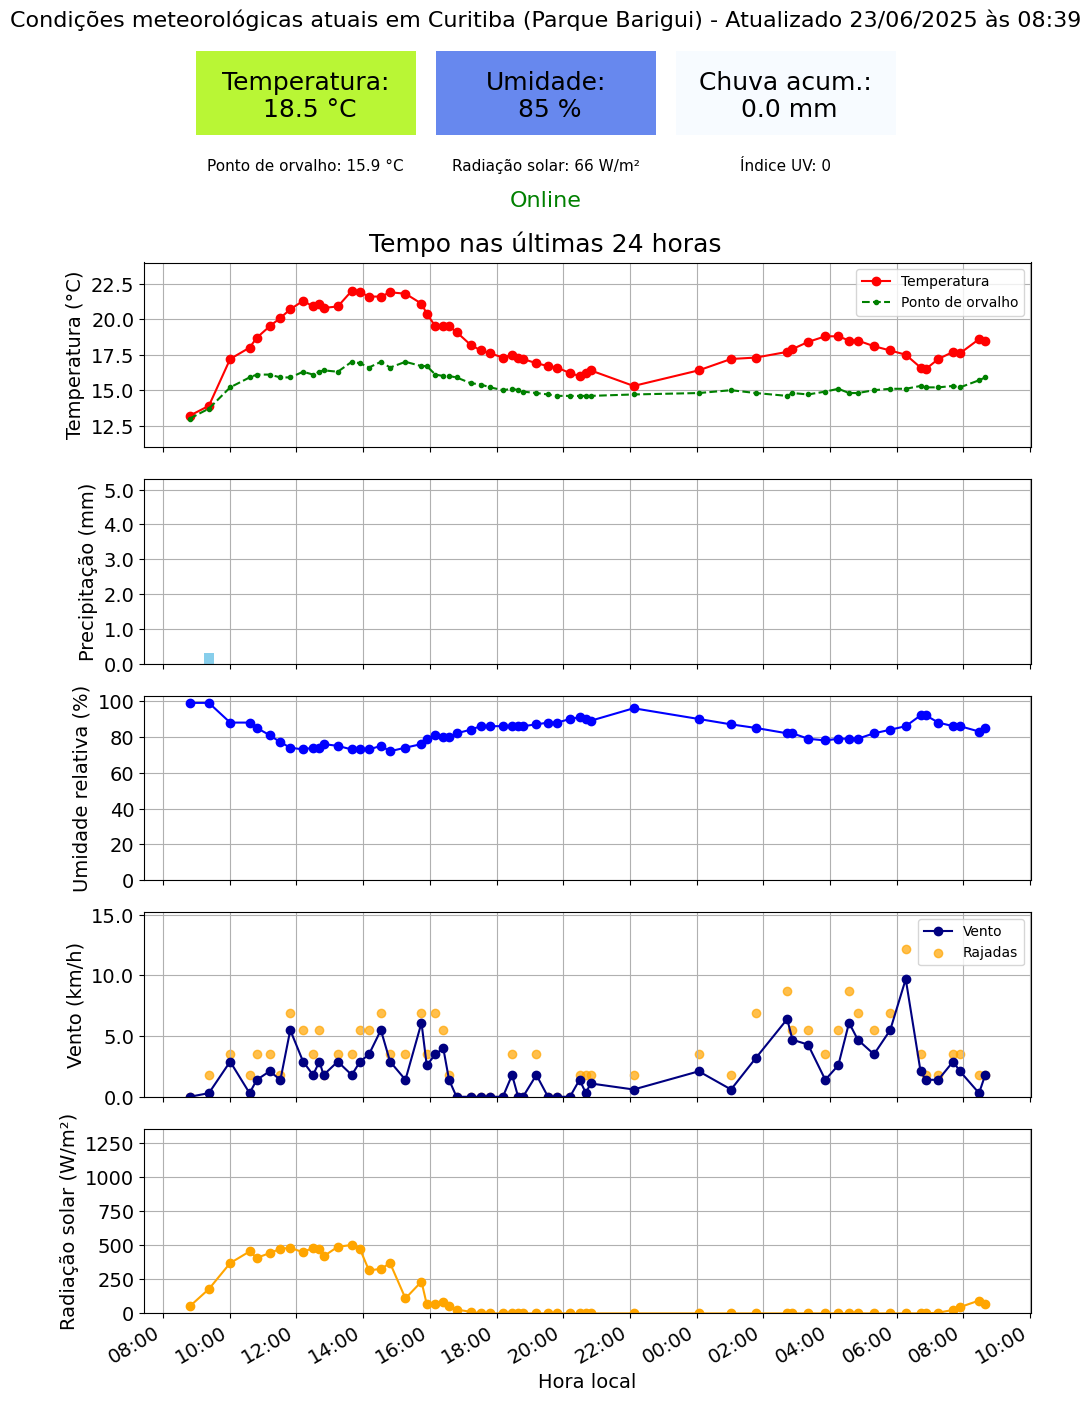 Condições meteorológicas atuais em Curitiba (Parque Barigui) - Atualizado 23/06/2025 às 08:39
Temperatura:
18.5 °C
Umidade:
85 %
Chuva acum.:
0.0 mm
Ponto de orvalho: 15.9 °C
Radiação solar: 66 W/m²
Índice UV: 0
Online
Tempo nas últimas 24 horas
Temperatura (°C)
22.5
20.0
17.5
15.0
12.5
Temperatura
Ponto de orvalho
Precipitação (mm)
5.0
4.0
3.0
2.0
1.0
0.0
Umidade relativa (%)
100
80
60
40
20
0
Vento (km/h)
15.0
10.0
5.0
0.0
Vento
Rajadas
Radiação solar (W/m²)
1250
1000
750
500
250
0
08:00
10:00
12:00
14:00
16:00
18:00
20:00
22:00
00:00
02:00
04:00
06:00
08:00
10:00
Hora local